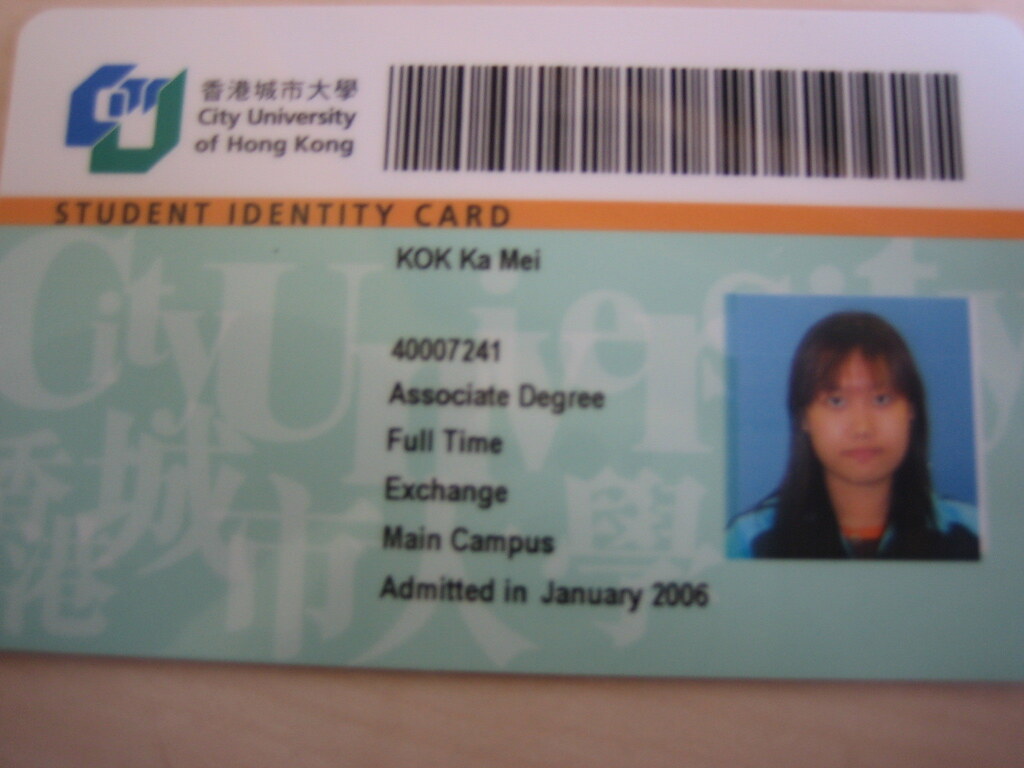 香港城市大學
City University
of Hong Kong
STUDENT IDENTITY CARD
KOK Ka Mei
40007241
Associate Degree
Full Time
Exchange
Main Campus
Admitted in January 2006
City University
香港城市大學